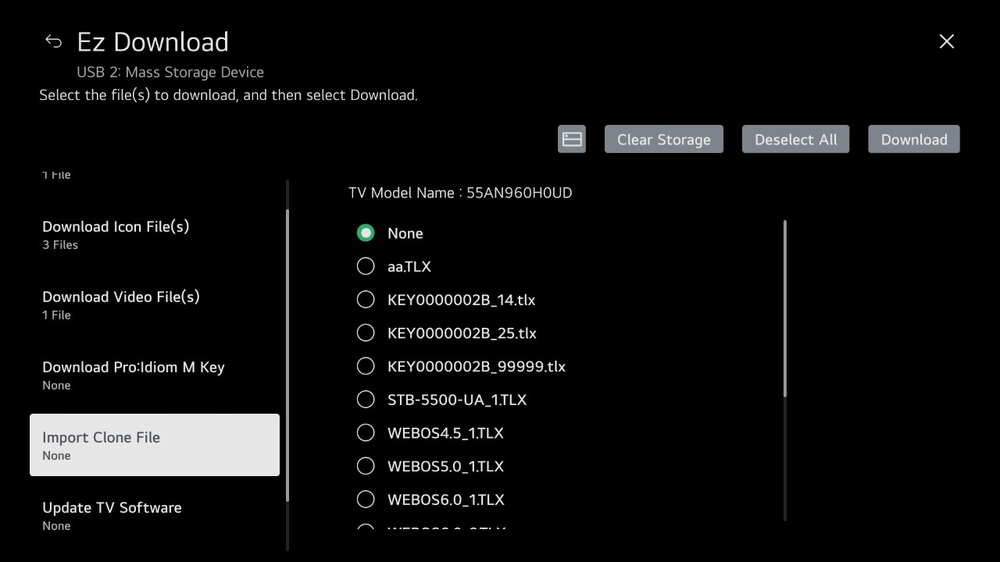 Ez Download
USB 2: Mass Storage Device
Select the file(s) to download, and then select Download.
Clear Storage
Deselect All
Download
1 File
Download Icon File(s)
3 Files
Download Video File(s)
1 File
Download Pro:Idiom M Key
None
Import Clone File
None
Update TV Software
None
TV Model Name : 55AN960H0UD
None
aa.TLX
KEY0000002B_14.tlx
KEY0000002B_25.tlx
KEY0000002B_99999.tlx
STB-5500-UA_1.TLX
WEBOS4.5_1.TLX
WEBOS5.0_1.TLX
WEBOS6.0_1.TLX